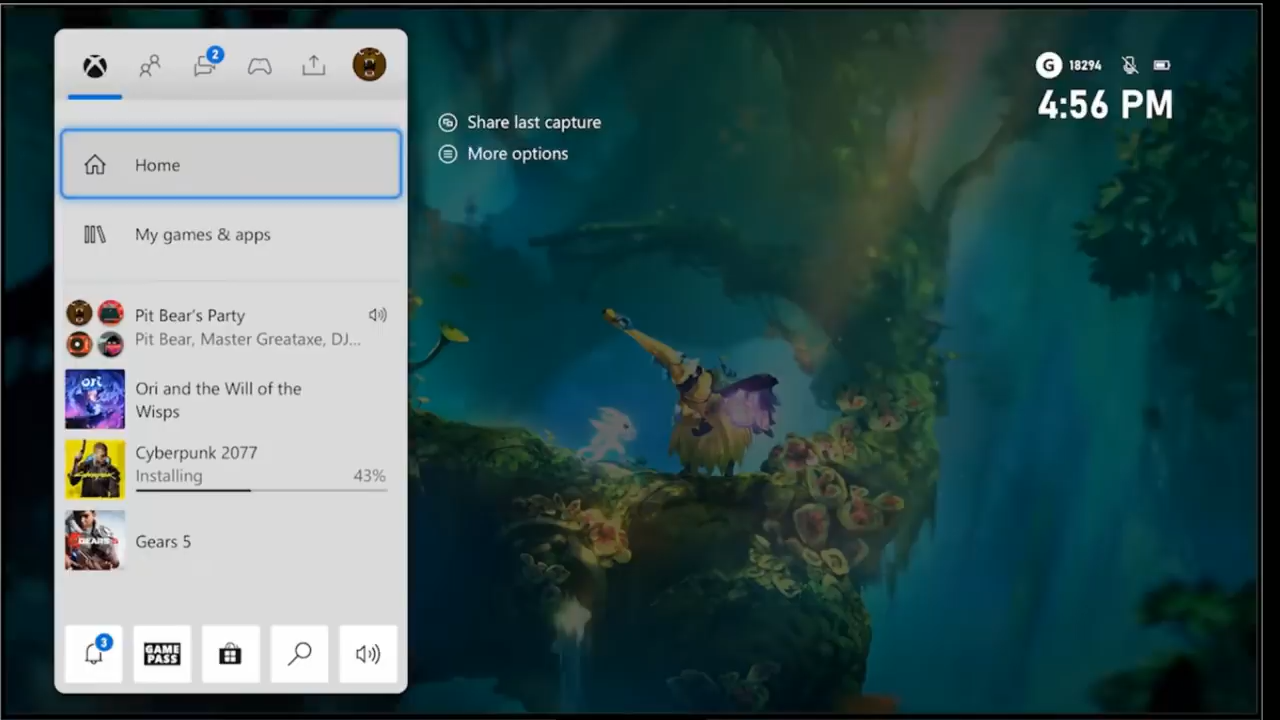 2
G 18294
4:56 PM
Share last capture
More options
Home
My games & apps
Pit Bear's Party
Pit Bear, Master Greataxe, DJ...
ori
Ori and the Will of the
Wisps
Cyberpunk 2077
Installing 43%
GEARS 5
Gears 5
3
GAME
PASS